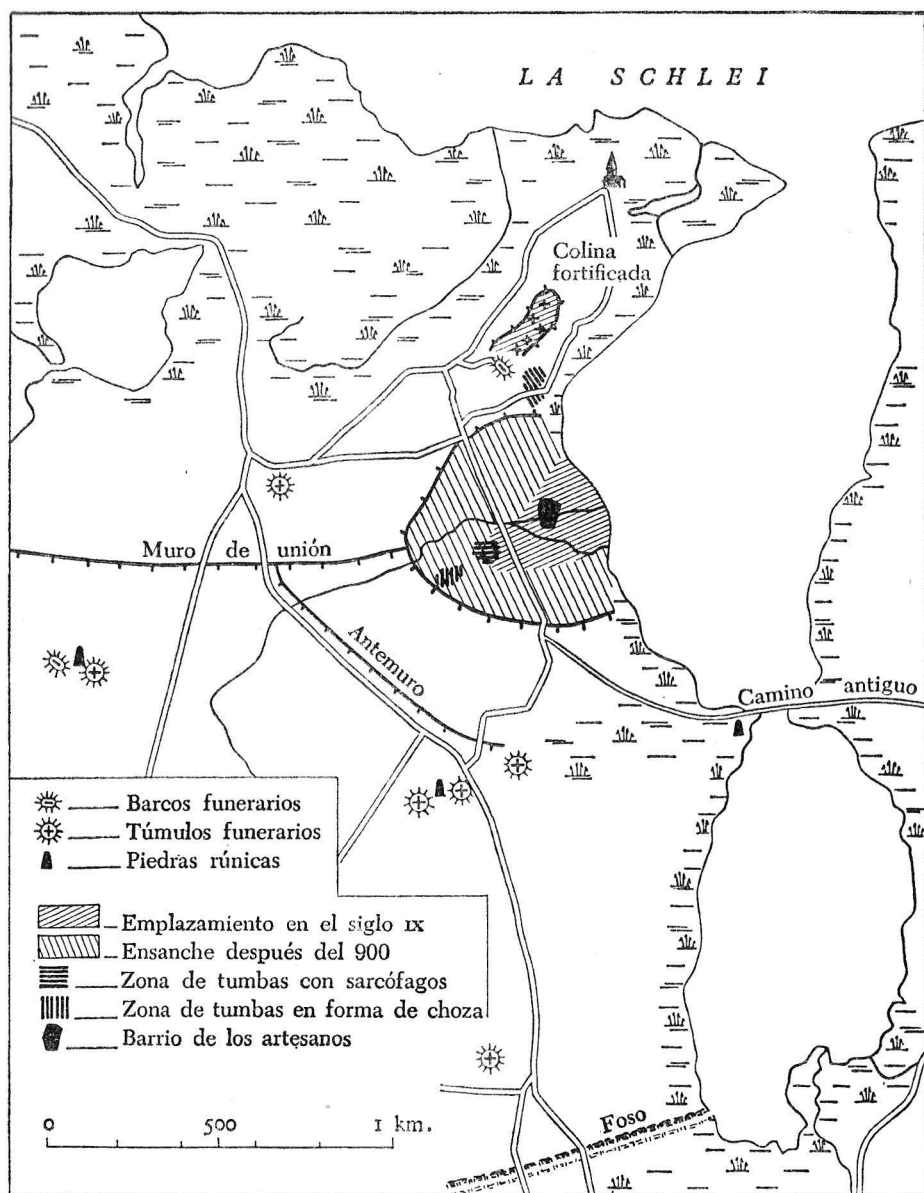 LA SCHLEI
Colina
fortificada
Muro de unión
Antemuro
Camino antiguo
Barcos funerarios
Túmulos funerarios
Piedras rúnicas
Emplazamiento en el siglo IX
Ensanche después del 900
Zona de tumbas con sarcófagos
Zona de tumbas en forma de choza
Barrio de los artesanos
0 500 1 km.
Foso